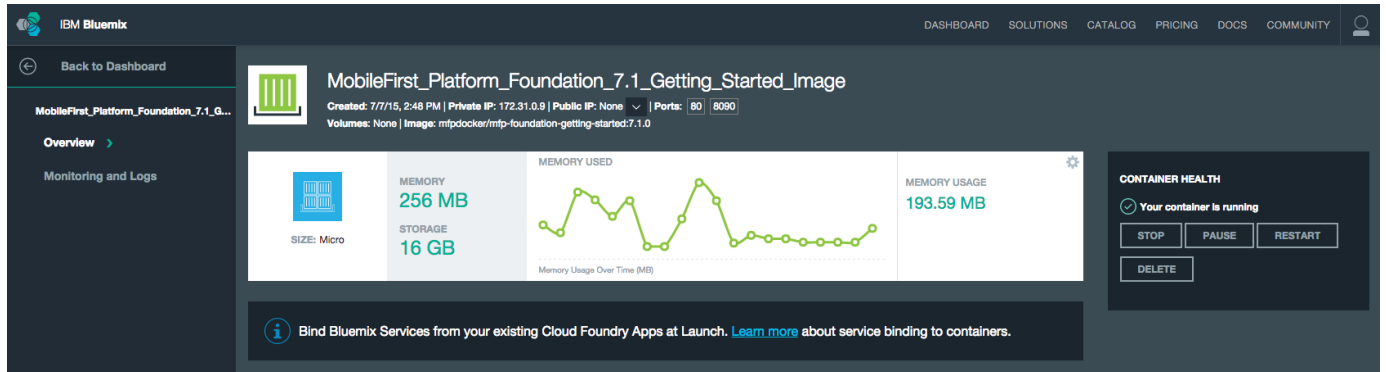 IBM Bluemix
DASHBOARD SOLUTIONS CATALOG PRICING DOCS COMMUNITY
Back to Dashboard
MobileFirst_Platform_Foundation_7.1_G...
Overview
Monitoring and Logs
MobileFirst_Platform_Foundation_7.1_Getting_Started_Image
Created: 7/7/15, 2:48 PM | Private IP: 172.31.0.9 | Public IP: None | Ports: 80 8090
Volumes: None | Image: mfpdocker/mfp-foundation-getting-started:7.1.0
SIZE: Micro
MEMORY
256 MB
STORAGE
16 GB
MEMORY USED
Memory Usage Over Time (MB)
MEMORY USAGE
193.59 MB
CONTAINER HEALTH
Your container is running
STOP PAUSE RESTART
DELETE
Bind Bluemix Services from your existing Cloud Foundry Apps at Launch. Learn more about service binding to containers.